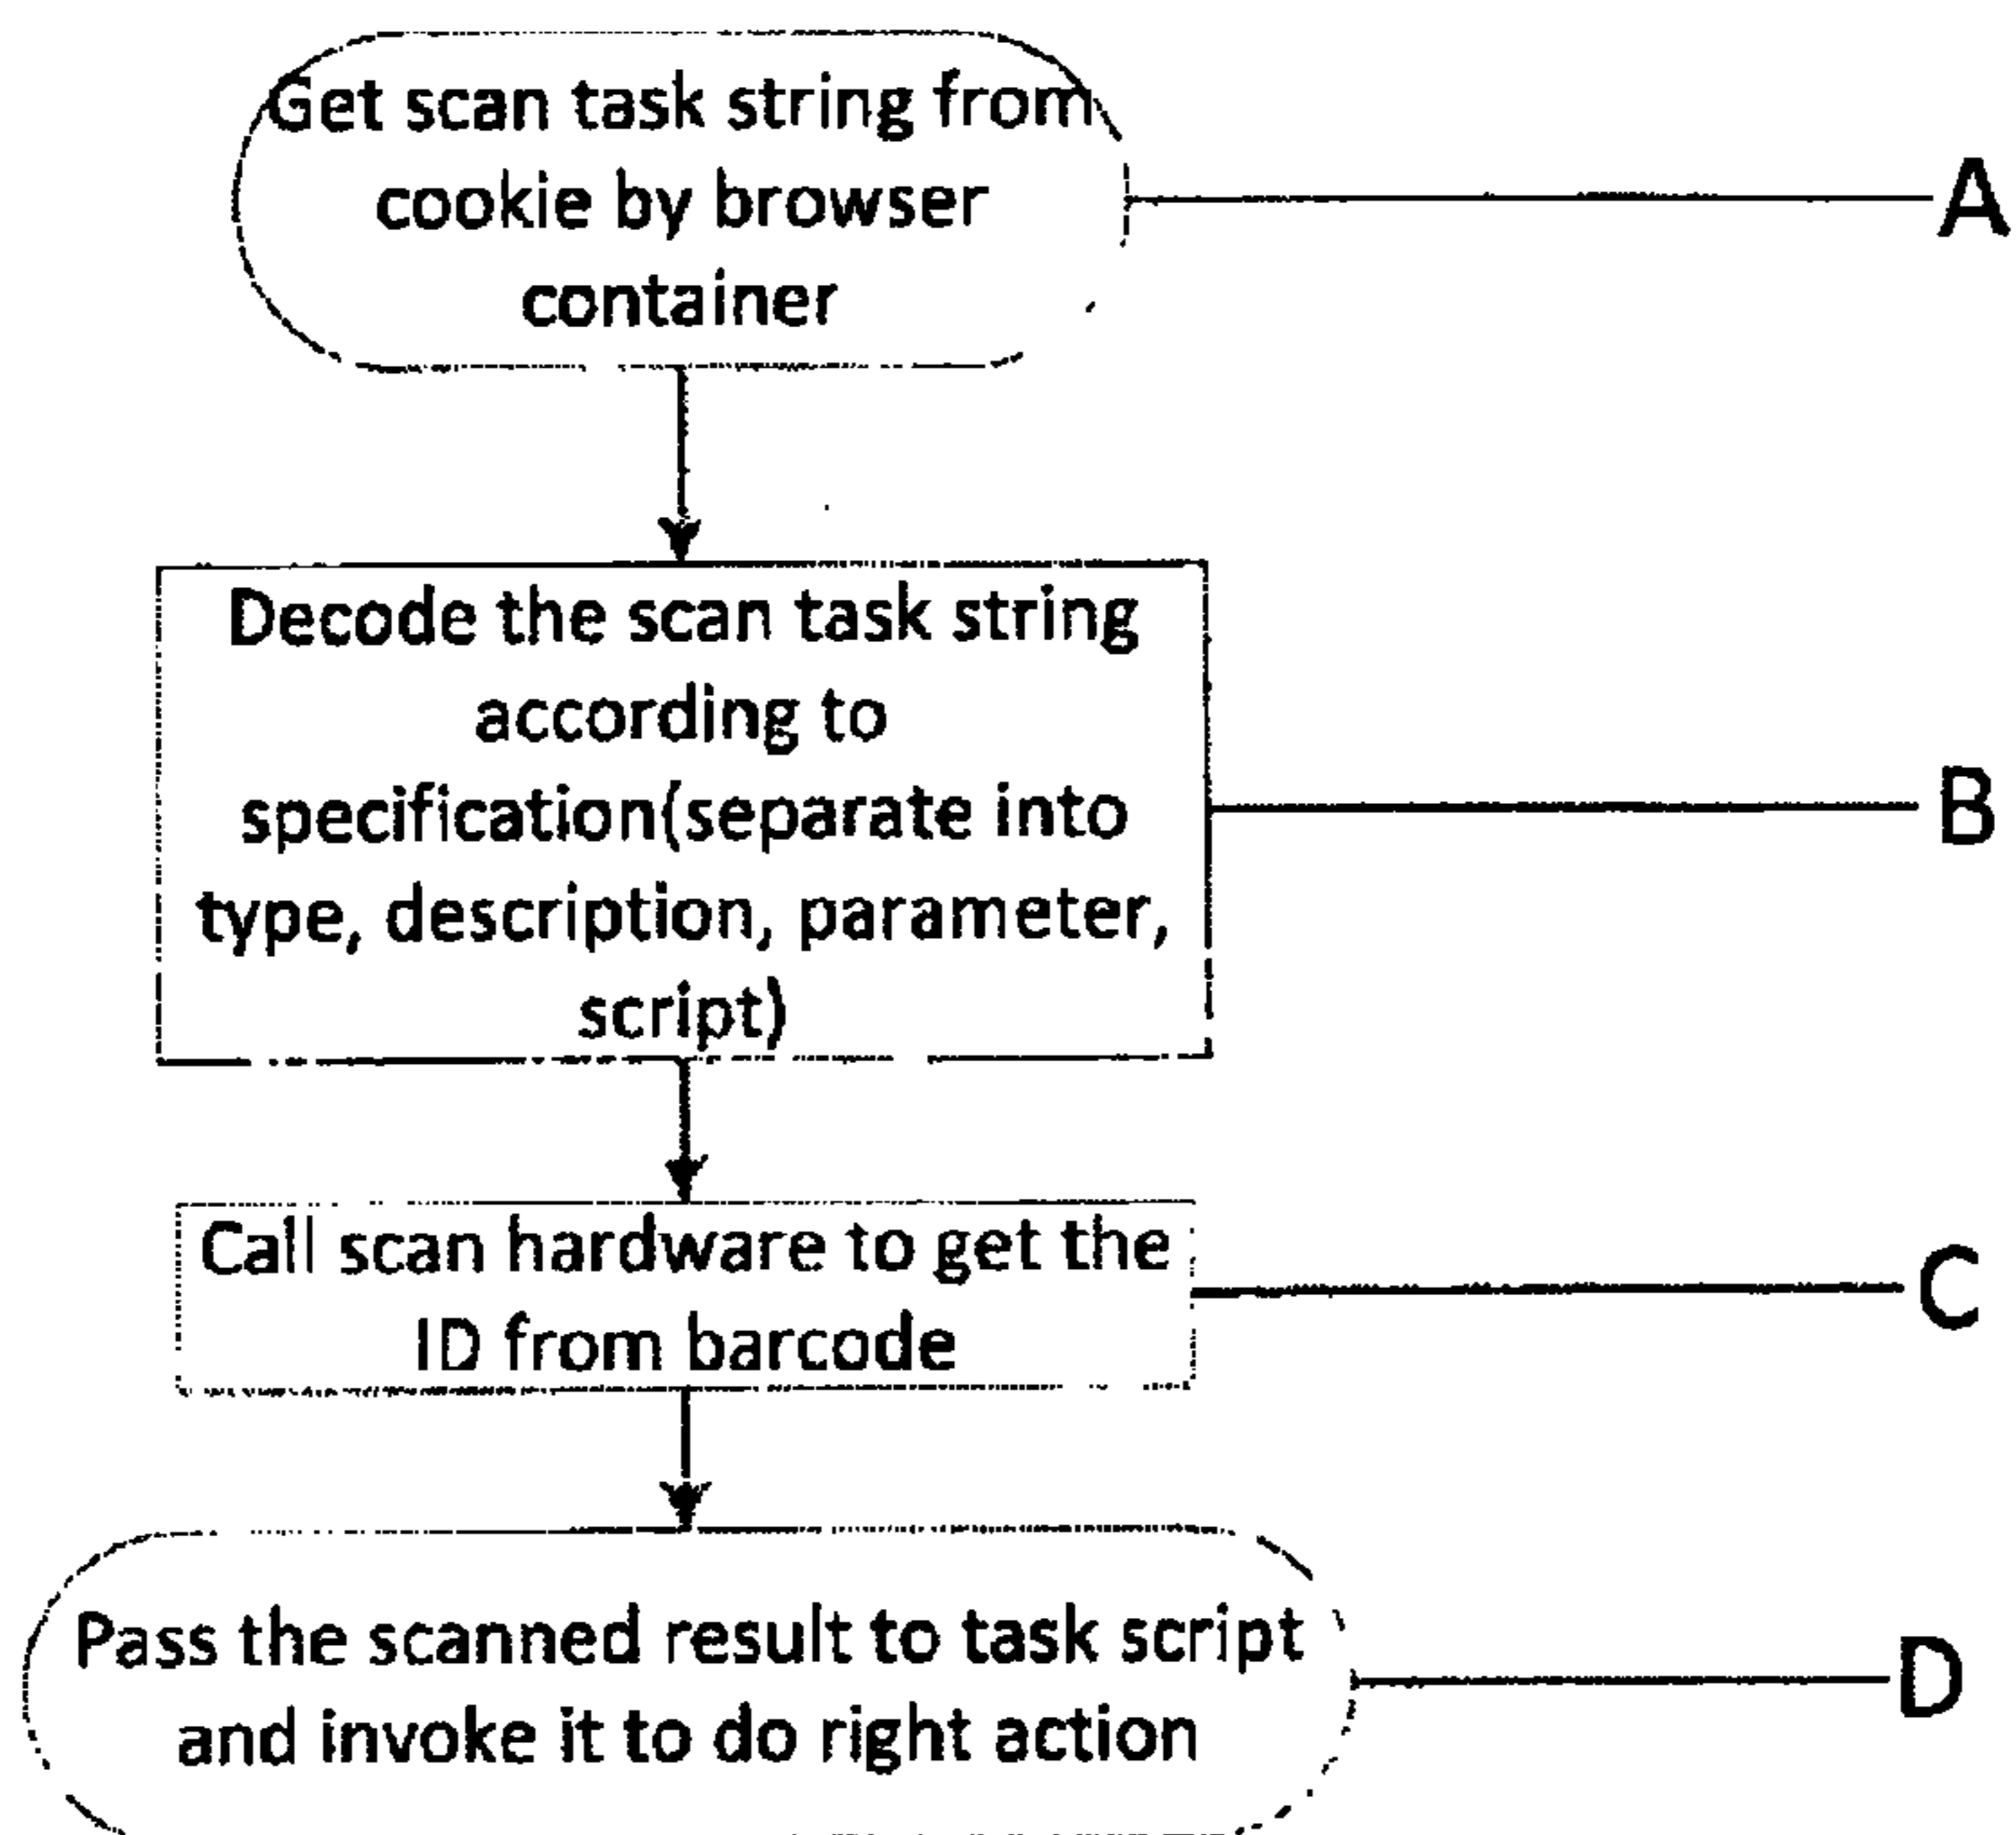 Get scan task string from
cookie by browser
container
A
Decode the scan task string
according to
specification(separate into
type, description, parameter,
script)
B
Call scan hardware to get the
ID from barcode
C
Pass the scanned result to task script
and invoke it to do right action
D